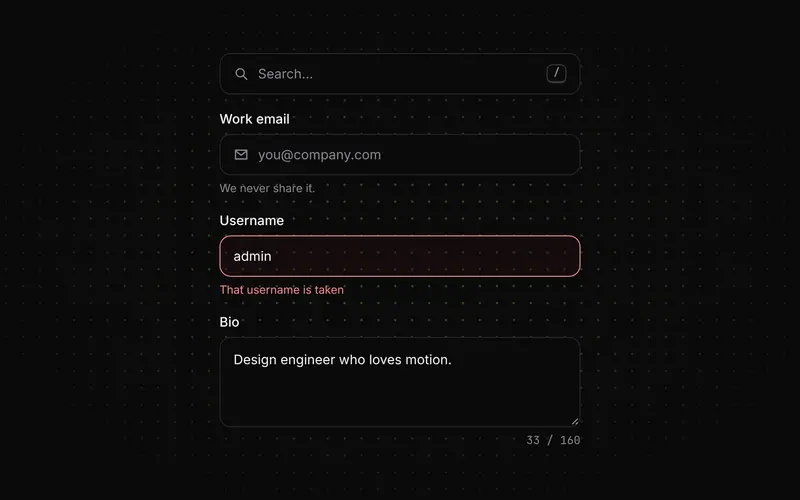 Search...
/
Work email
you@company.com
We never share it.
Username
admin
That username is taken
Bio
Design engineer who loves motion.
33 / 160